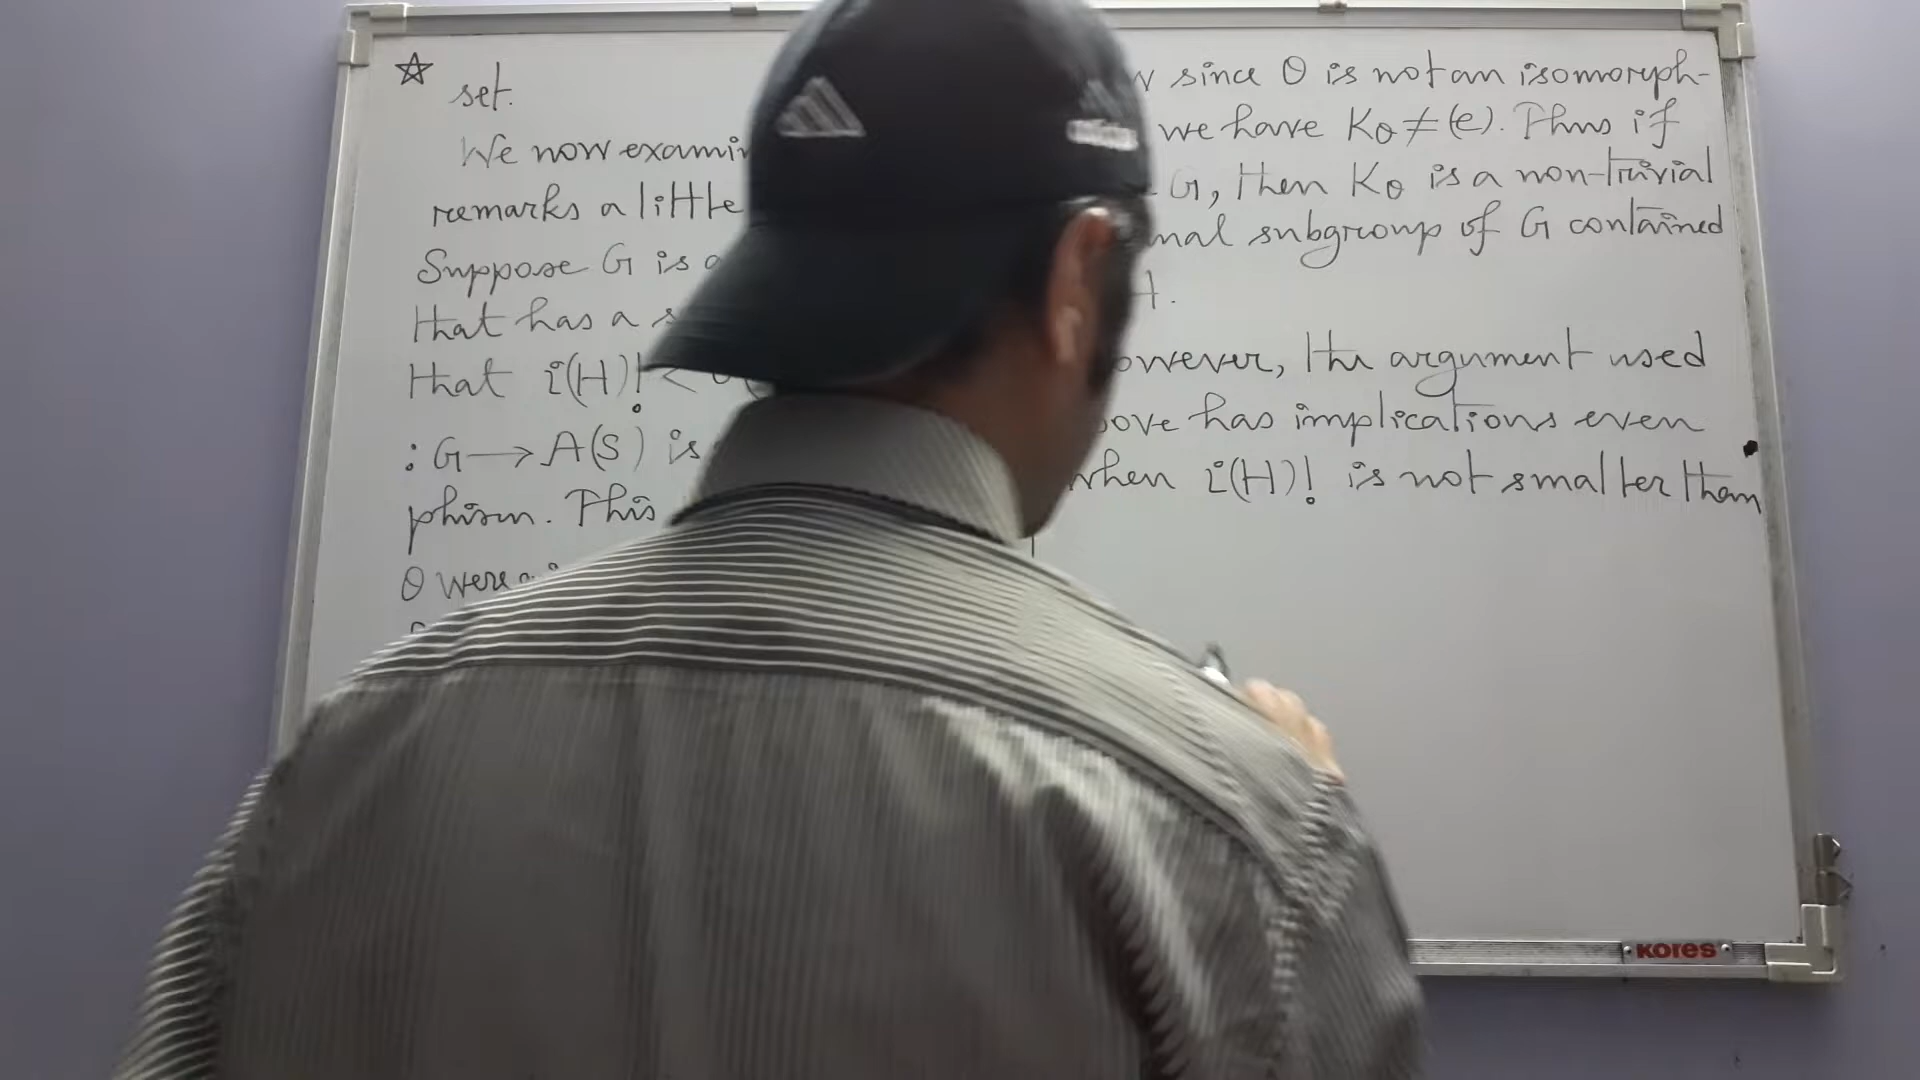 set.
We now examin
remarks a little
Suppose G is a
that has a s
that i(H)! <
: G → A(S) is
phism. This
θ were
since θ is not an isomorph-
we have Kθ ≠ (e). Thus if
G, then Kθ is a non-trivial
mal subgroup of G contained
owever, the argument used
bove has implications even
when i(H)! is not smaller than
adidas
KORES